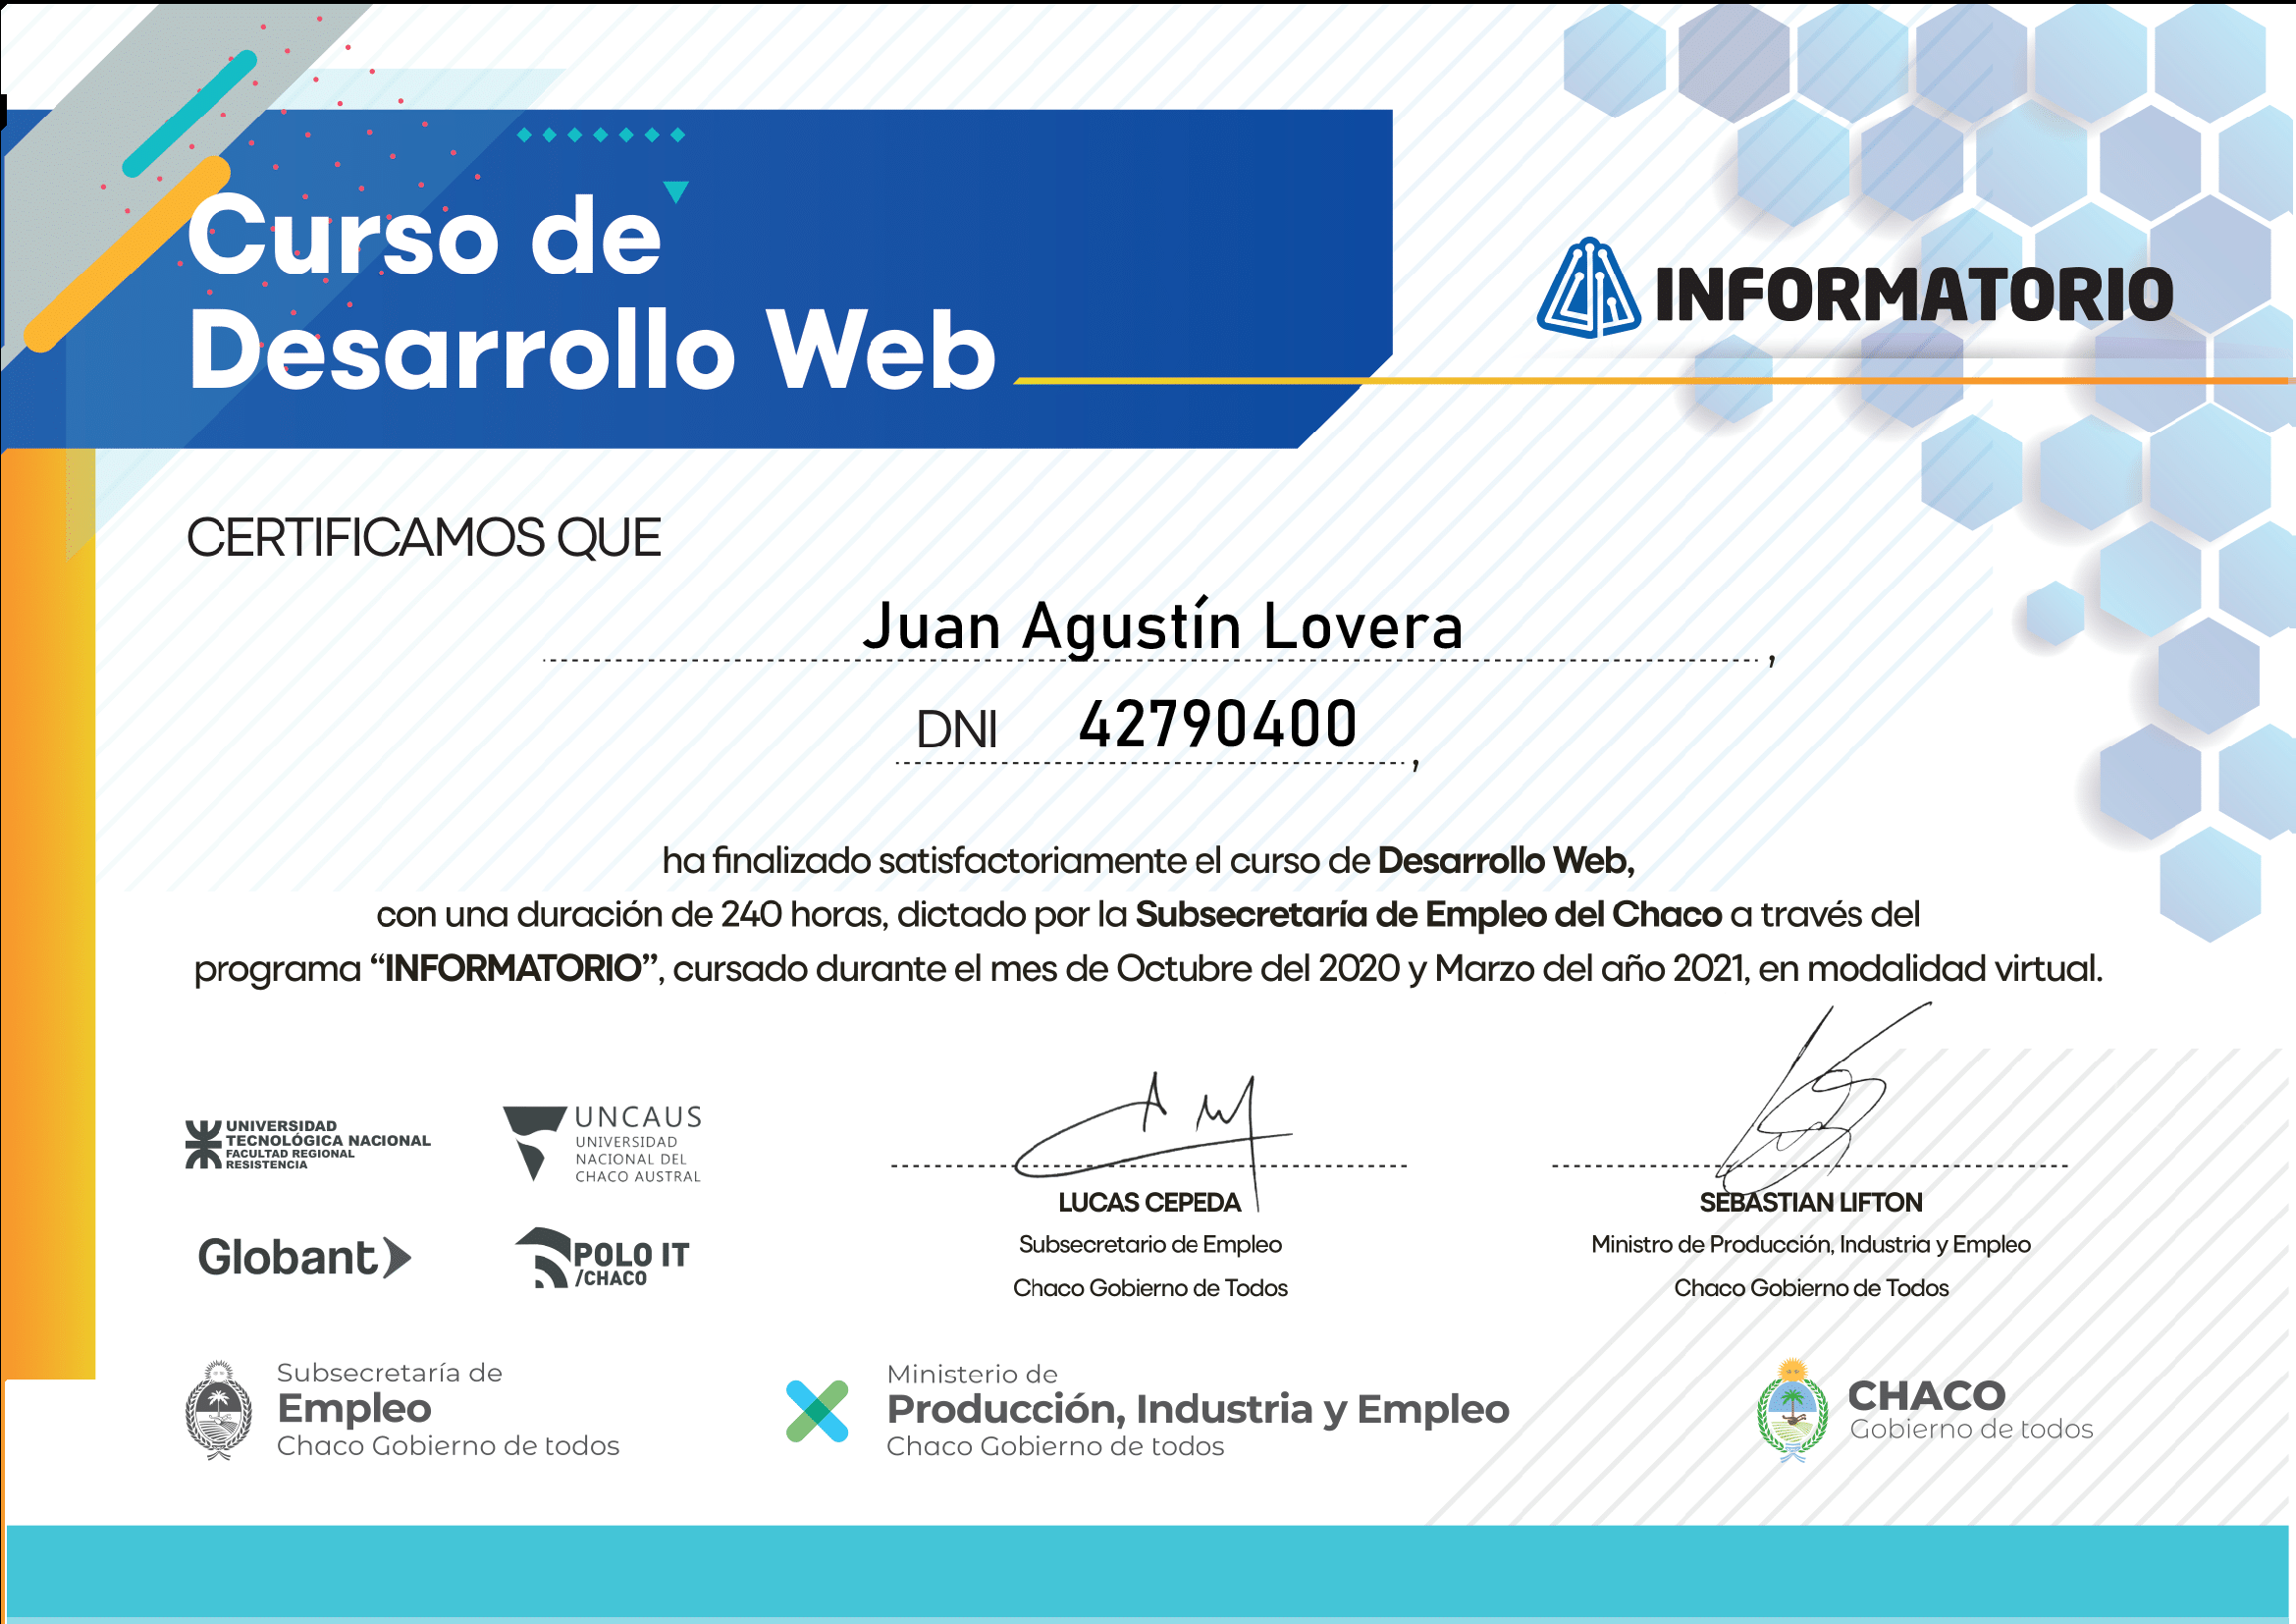 Curso de
Desarrollo Web
INFORMATORIO
CERTIFICAMOS QUE
Juan Agustín Lovera,
DNI 42790400,
ha finalizado satisfactoriamente el curso de Desarrollo Web,
con una duración de 240 horas, dictado por la Subsecretaría de Empleo del Chaco a través del
programa “INFORMATORIO”, cursado durante el mes de Octubre del 2020 y Marzo del año 2021, en modalidad virtual.
UNIVERSIDAD
TECNOLÓGICA NACIONAL
FACULTAD REGIONAL
RESISTENCIA
UNCAUS
UNIVERSIDAD
NACIONAL DEL
CHACO AUSTRAL
Globant
POLO IT
/CHACO
LUCAS CEPEDA
Subsecretario de Empleo
Chaco Gobierno de Todos
SEBASTIAN LIFTON
Ministro de Producción, Industria y Empleo
Chaco Gobierno de Todos
Subsecretaría de
Empleo
Chaco Gobierno de todos
Ministerio de
Producción, Industria y Empleo
Chaco Gobierno de todos
CHACO
Gobierno de todos